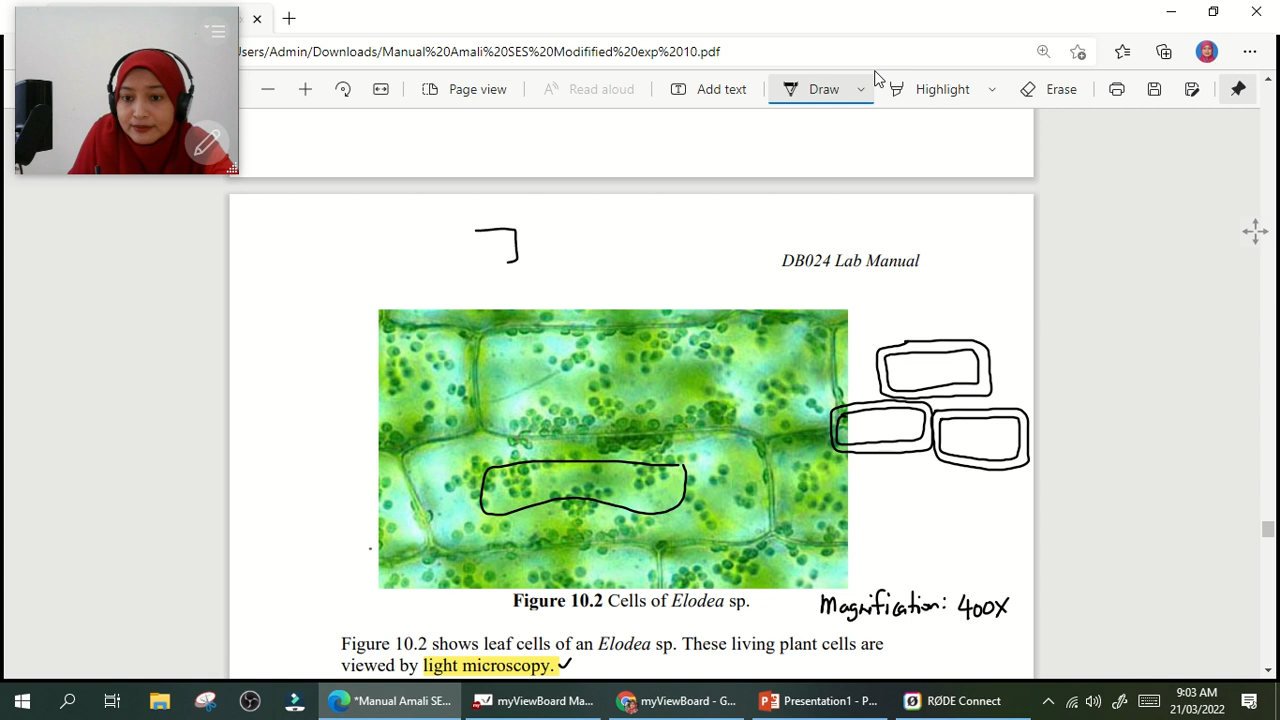 sers/Admin/Downloads/Manual%20Amali%20SES%20Modifified%20exp%2010.pdf
Page view
Read aloud
Add text
Draw
Highlight
Erase
DB024 Lab Manual
Figure 10.2 Cells of Elodea sp.
Magnification: 400X
Figure 10.2 shows leaf cells of an Elodea sp. These living plant cells are
viewed by light microscopy.
*Manual Amali SE...
myViewBoard Ma...
myViewBoard - G...
Presentation1 - P...
RØDE Connect
9:03 AM
21/03/2022